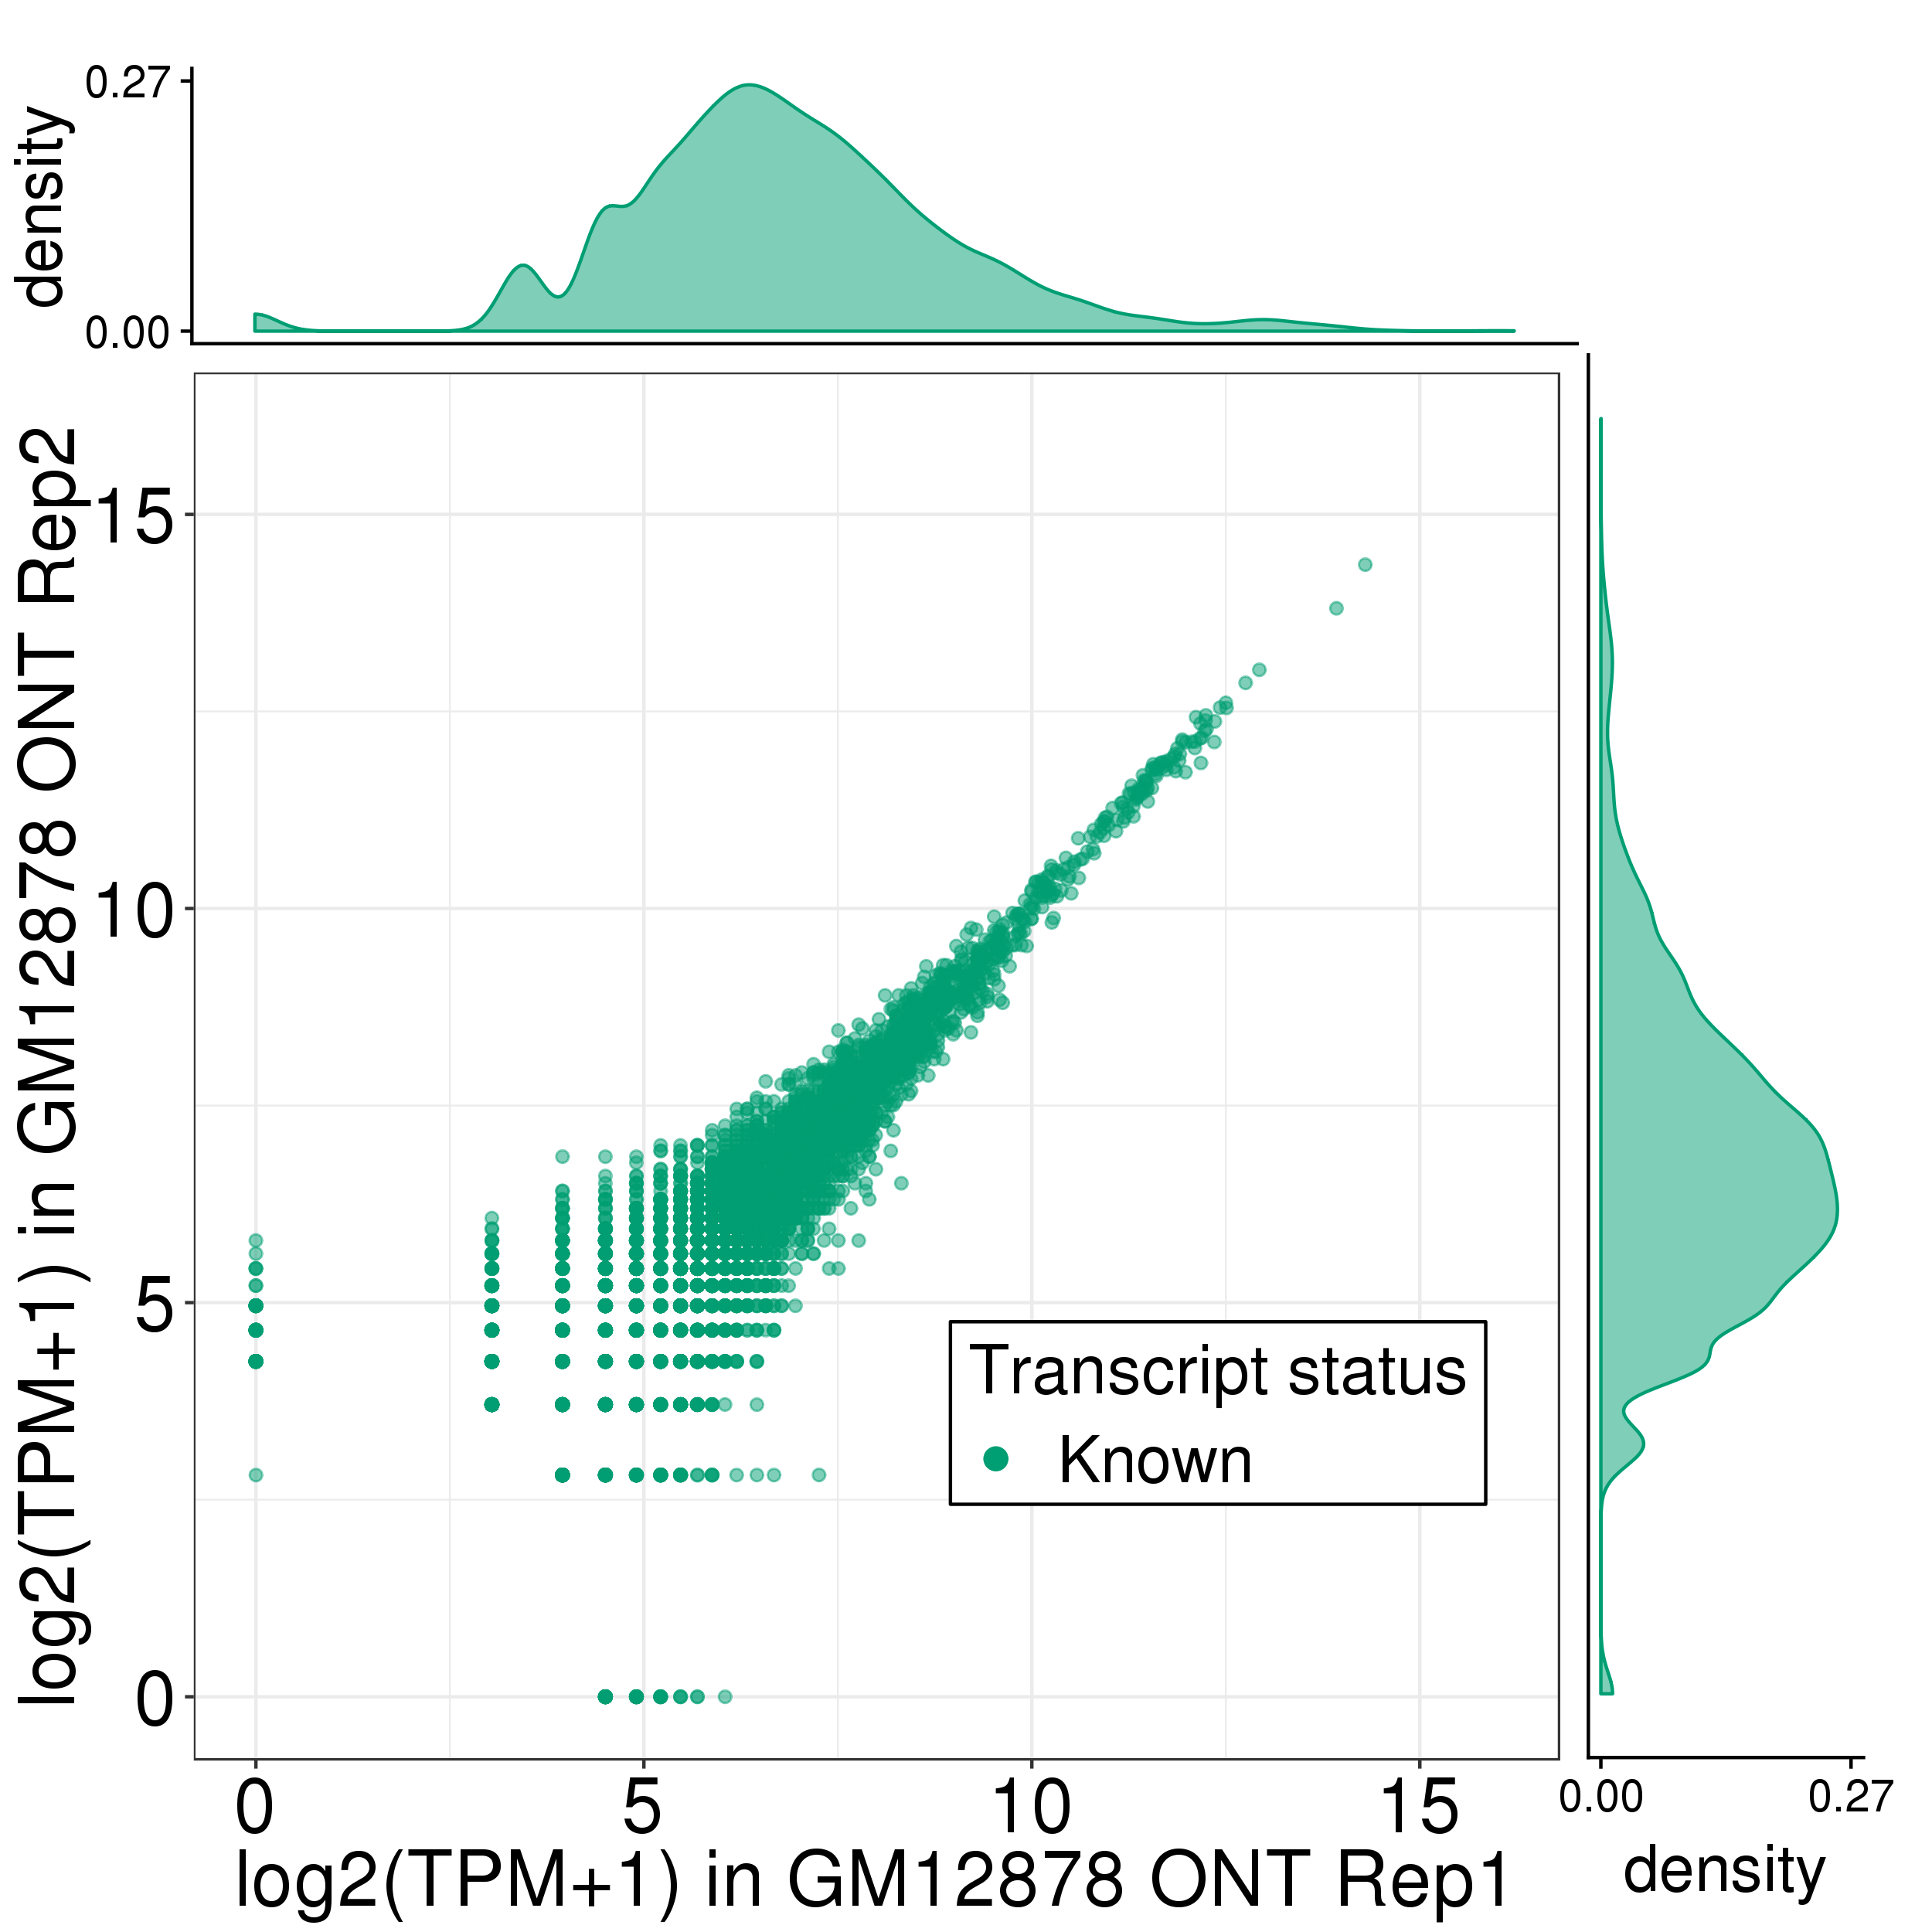 density
0.27
0.00
log2(TPM+1) in GM12878 ONT Rep2
15
10
5
0
Transcript status
Known
0
5
10
15
log2(TPM+1) in GM12878 ONT Rep1
0.00
0.27
density